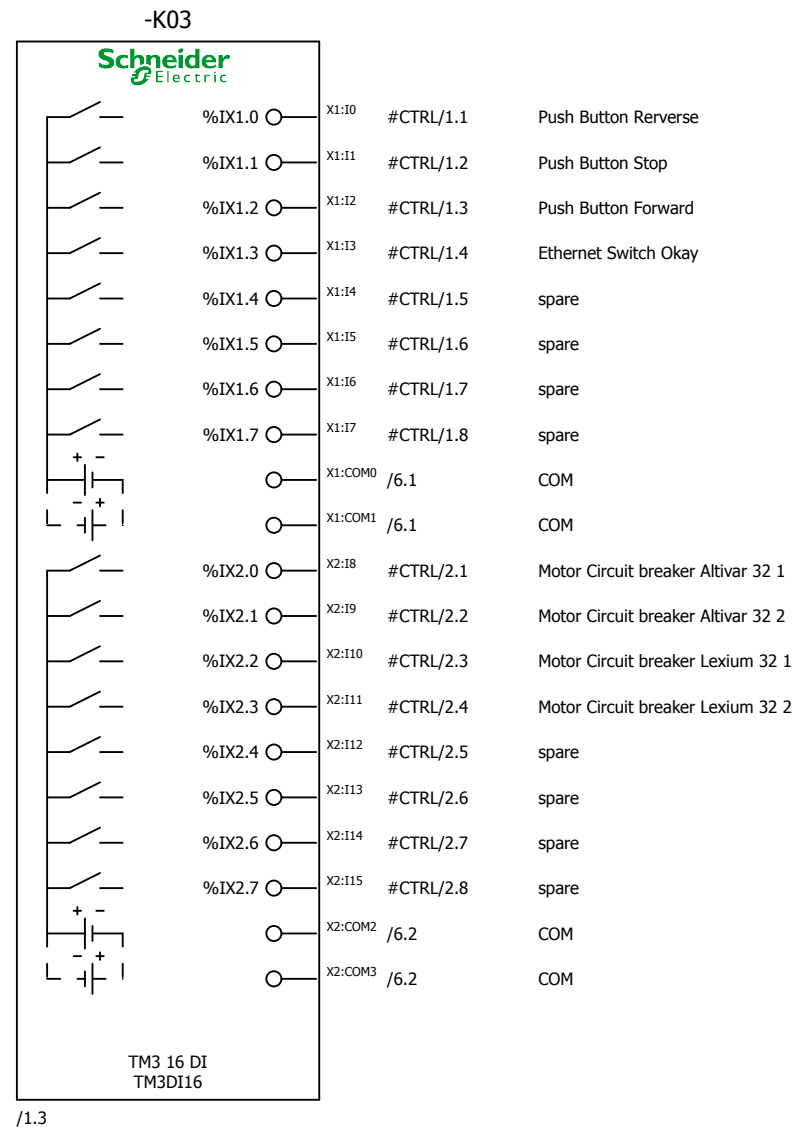 -K03
Schneider
Electric
%IX1.0 X1:I0 #CTRL/1.1 Push Button Rerverse
%IX1.1 X1:I1 #CTRL/1.2 Push Button Stop
%IX1.2 X1:I2 #CTRL/1.3 Push Button Forward
%IX1.3 X1:I3 #CTRL/1.4 Ethernet Switch Okay
%IX1.4 X1:I4 #CTRL/1.5 spare
%IX1.5 X1:I5 #CTRL/1.6 spare
%IX1.6 X1:I6 #CTRL/1.7 spare
%IX1.7 X1:I7 #CTRL/1.8 spare
+ -
X1:COM0 /6.1 COM
- +
X1:COM1 /6.1 COM
%IX2.0 X2:I8 #CTRL/2.1 Motor Circuit breaker Altivar 32 1
%IX2.1 X2:I9 #CTRL/2.2 Motor Circuit breaker Altivar 32 2
%IX2.2 X2:I10 #CTRL/2.3 Motor Circuit breaker Lexium 32 1
%IX2.3 X2:I11 #CTRL/2.4 Motor Circuit breaker Lexium 32 2
%IX2.4 X2:I12 #CTRL/2.5 spare
%IX2.5 X2:I13 #CTRL/2.6 spare
%IX2.6 X2:I14 #CTRL/2.7 spare
%IX2.7 X2:I15 #CTRL/2.8 spare
+ -
X2:COM2 /6.2 COM
- +
X2:COM3 /6.2 COM
TM3 16 DI
TM3DI16
/1.3